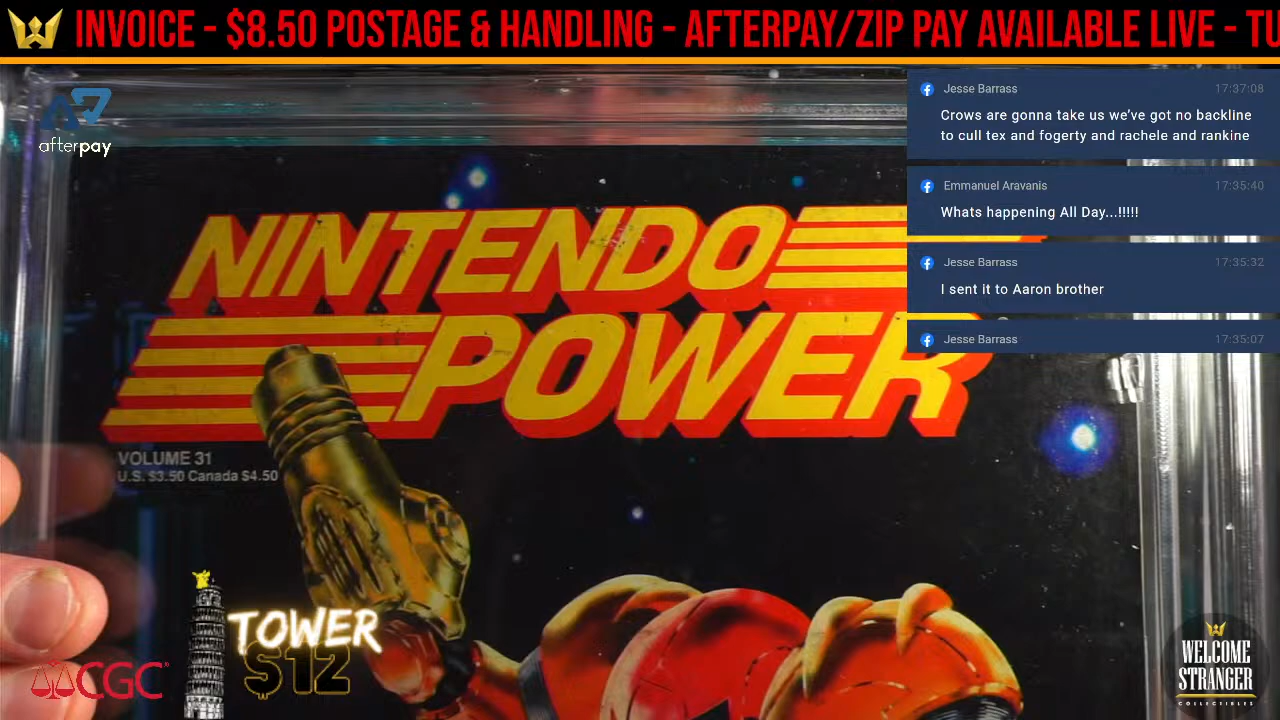 INVOICE - $8.50 POSTAGE & HANDLING - AFTERPAY/ZIP PAY AVAILABLE LIVE - TU
afterpay
Jesse Barrass 17:37:08
Crows are gonna take us we’ve got no backline
to cull tex and fogerty and rachele and rankine
Emmanuel Aravanis 17:35:40
Whats happening All Day...!!!!!
Jesse Barrass 17:35:32
I sent it to Aaron brother
Jesse Barrass 17:35:07
NINTENDO
POWER
VOLUME 31
U.S. $3.50 Canada $4.50
TOWER
$12
CGC
WELCOME
STRANGER
COLLECTIBLES